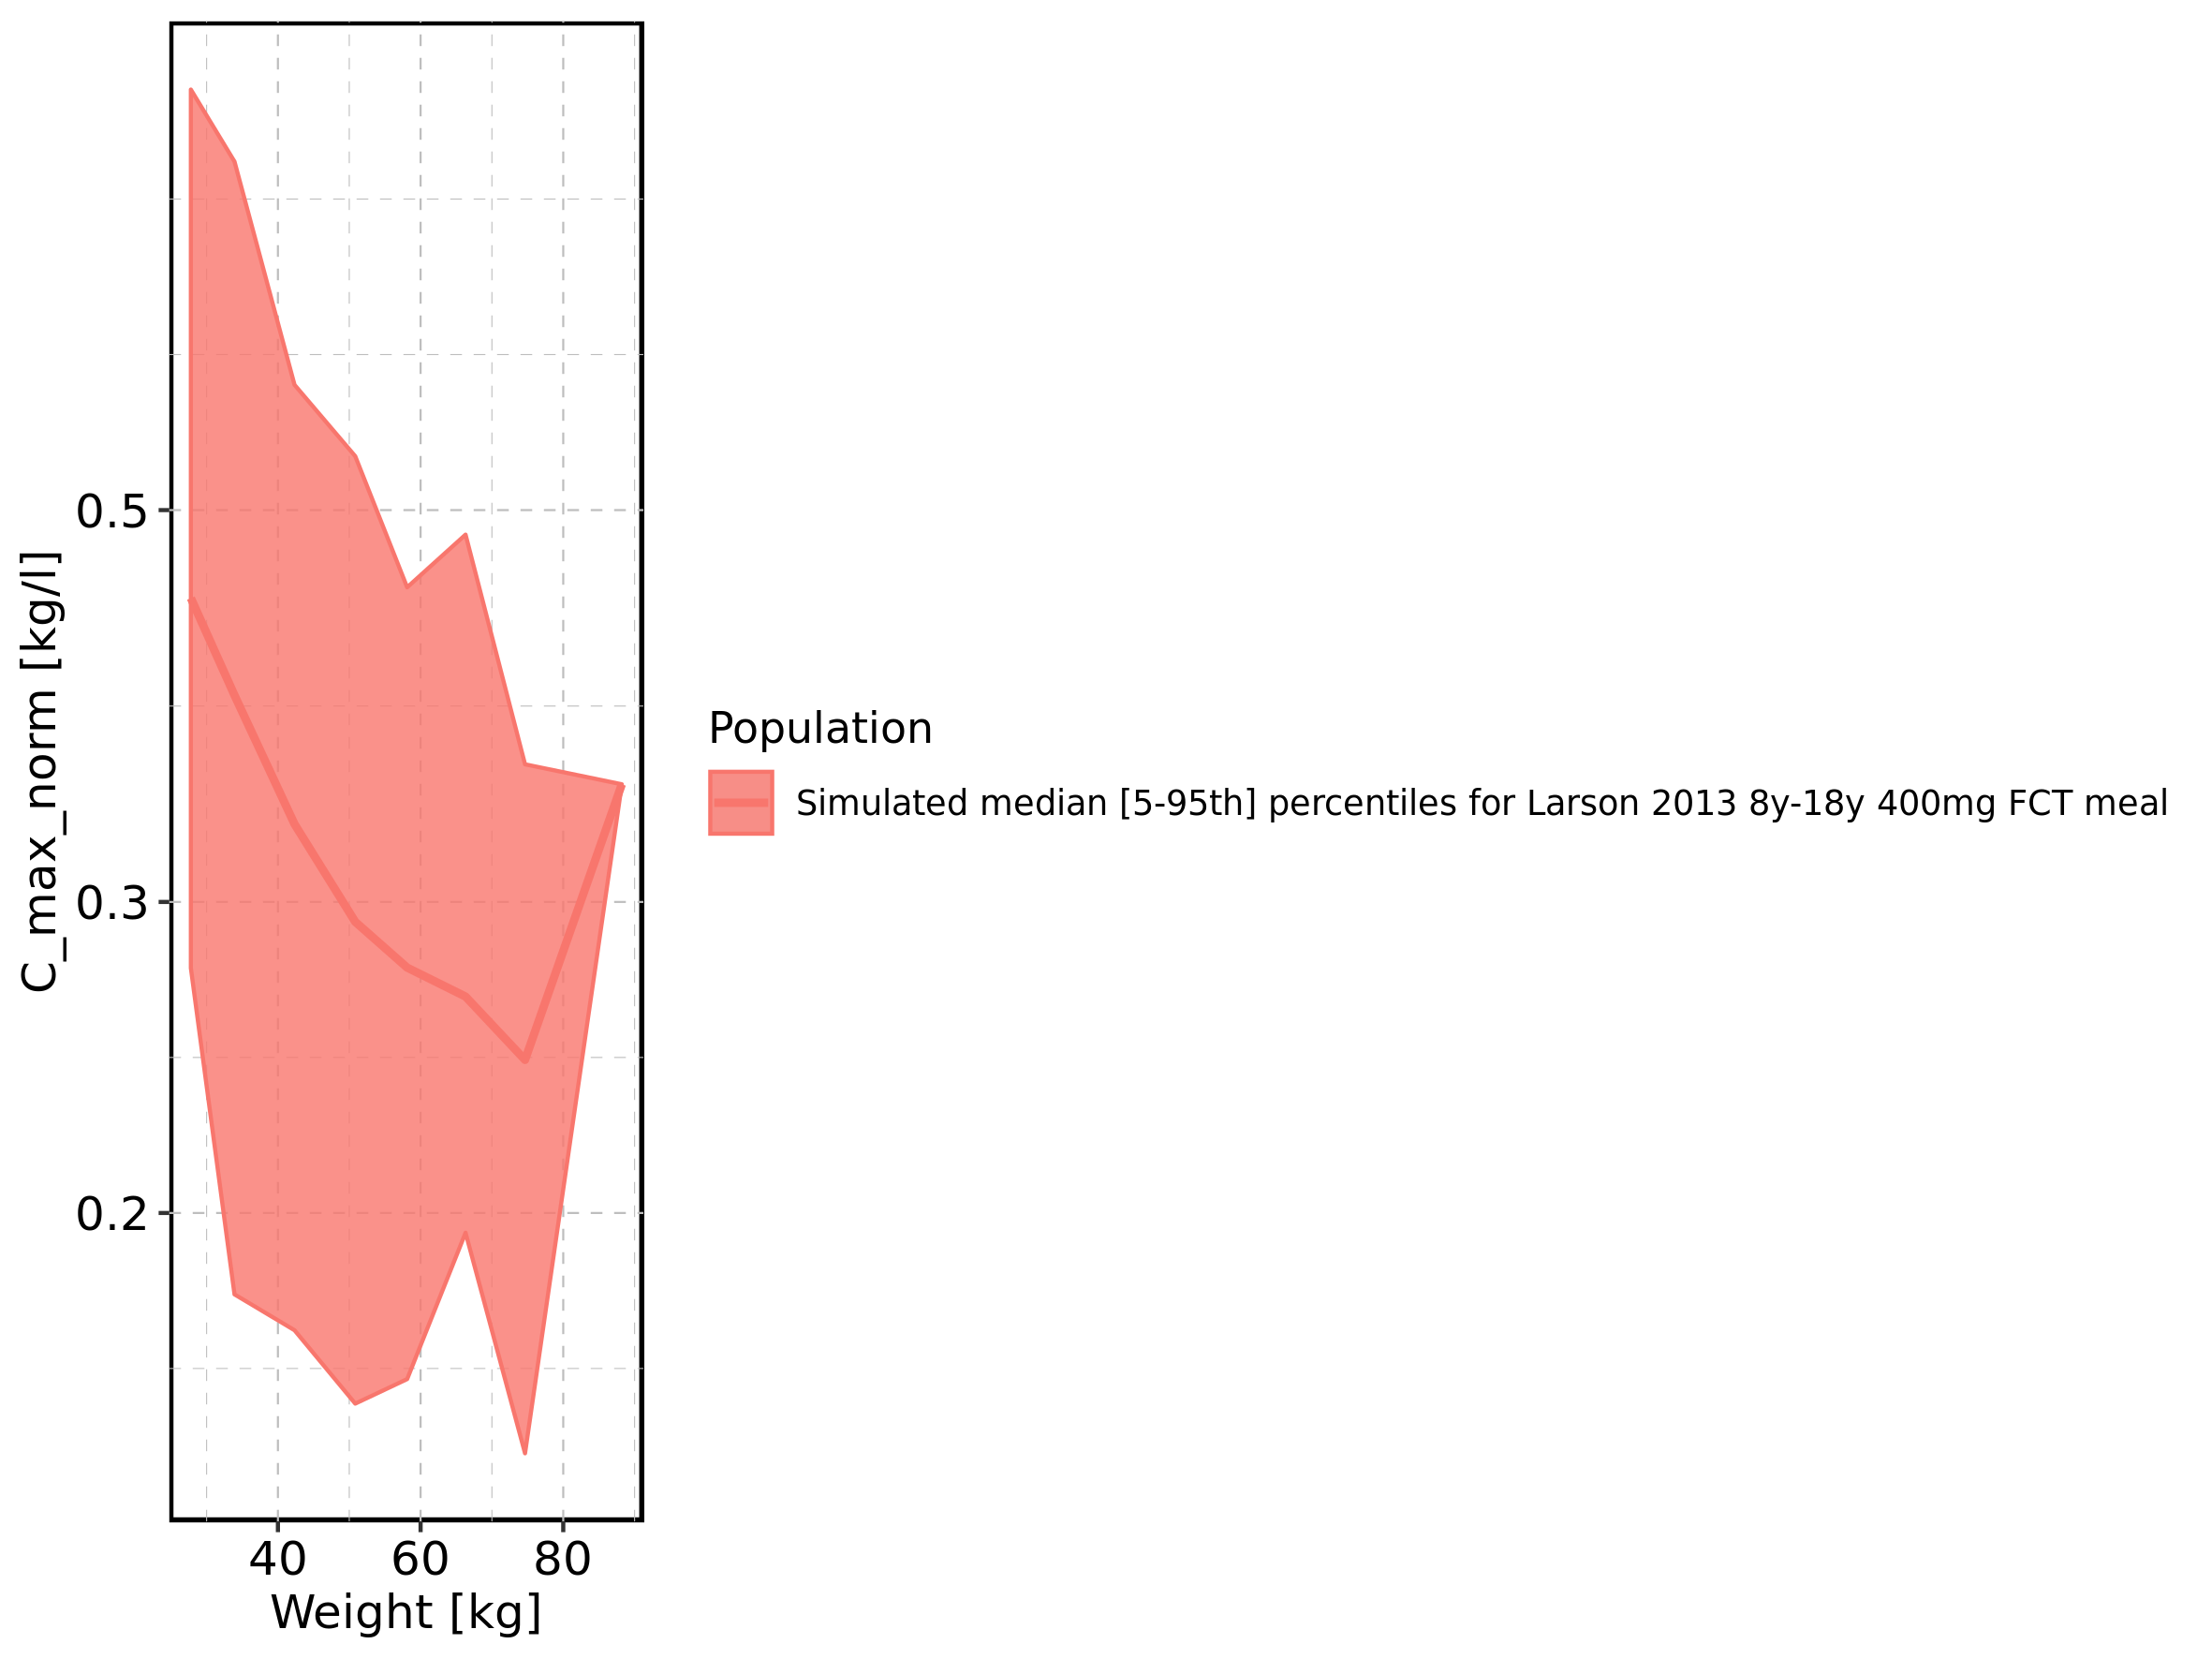 C_max_norm [kg/l]
0.5
0.3
0.2
40 60 80
Weight [kg]
Population
Simulated median [5-95th] percentiles for Larson 2013 8y-18y 400mg FCT meal